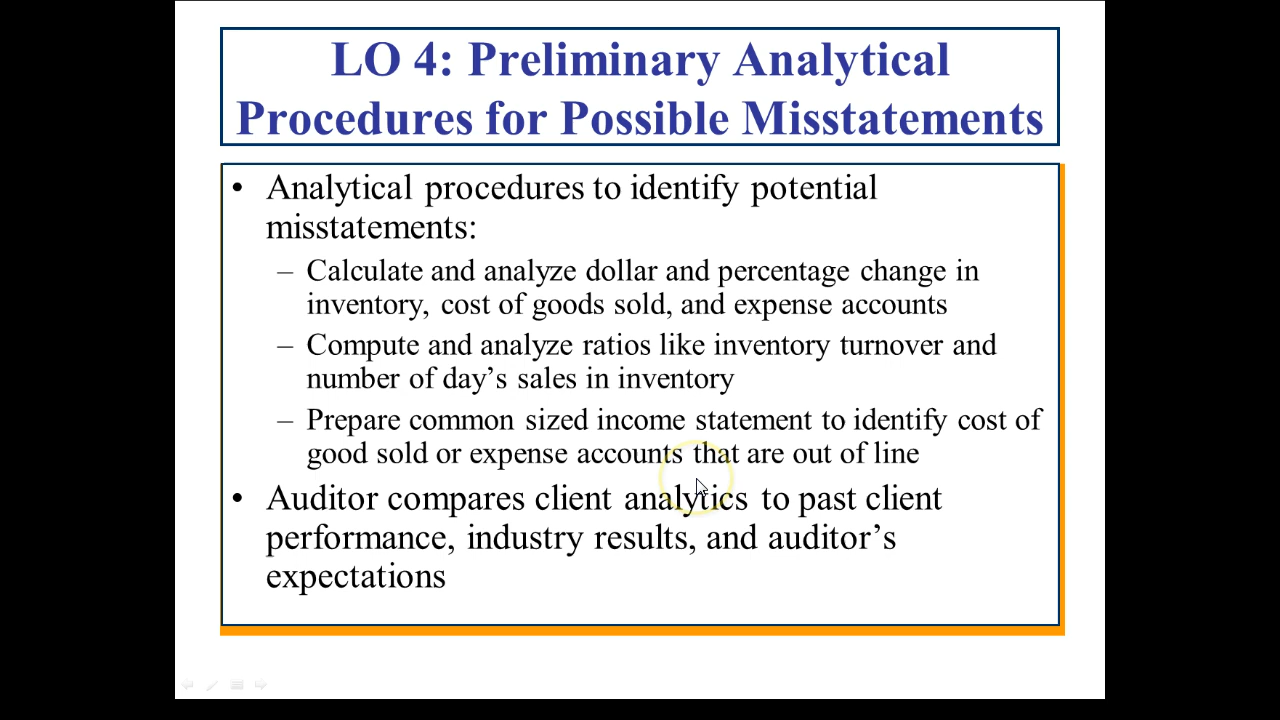 LO 4: Preliminary Analytical
Procedures for Possible Misstatements
• Analytical procedures to identify potential
misstatements:
– Calculate and analyze dollar and percentage change in
inventory, cost of goods sold, and expense accounts
– Compute and analyze ratios like inventory turnover and
number of day’s sales in inventory
– Prepare common sized income statement to identify cost of
good sold or expense accounts that are out of line
• Auditor compares client analytics to past client
performance, industry results, and auditor’s
expectations